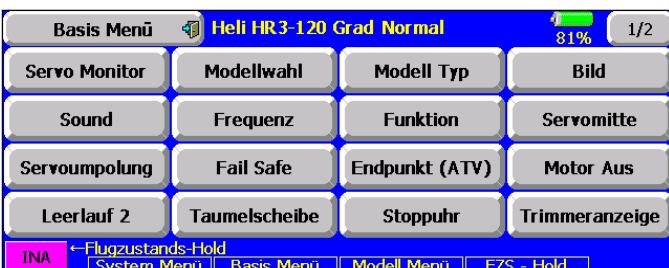 Basis Menü Heli HR3-120 Grad Normal 81% 1/2
Servo Monitor Modellwahl Modell Typ Bild
Sound Frequenz Funktion Servomitte
Servoumpolung Fail Safe Endpunkt (ATV) Motor Aus
Leerlauf 2 Taumelscheibe Stoppuhr Trimmeranzeige
INA ←Flugzustands-Hold
System Menü Basis Menü Modell Menü EZS - Hold